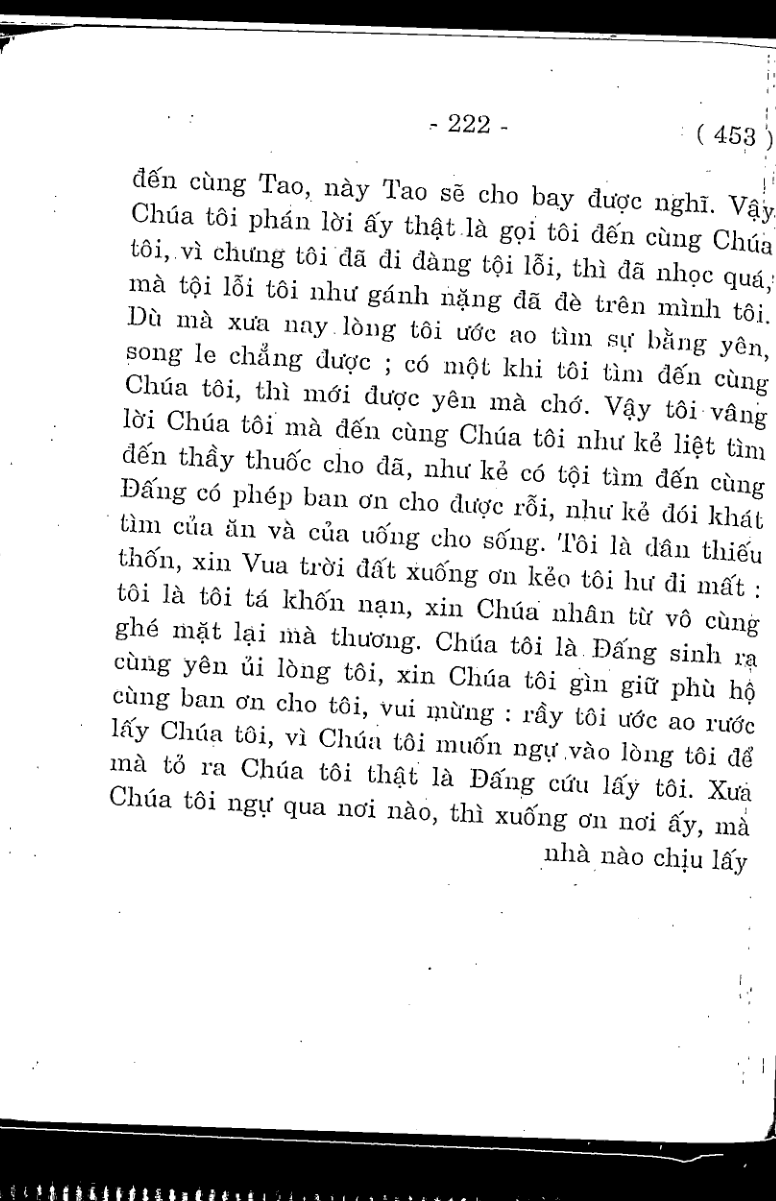 - 222 -
( 453 )
đến cùng Tao, này Tao sẽ cho bay được nghĩ. Vậy
Chúa tôi phán lời ấy thật là gọi tôi đến cùng Chúa
tôi, vì chưng tôi đã đi đàng tội lỗi, thì đã nhọc quá,
mà tội lỗi tôi như gánh nặng đã đè trên mình tôi.
Dù mà xưa nay lòng tôi ước ao tìm sự bằng yên,
song le chẳng được ; có một khi tôi tìm đến cùng
Chúa tôi, thì mới được yên mà chớ. Vậy tôi vâng
lời Chúa tôi mà đến cùng Chúa tôi như kẻ liệt tìm
đến thầy thuốc cho đã, như kẻ có tội tìm đến cùng
Đấng có phép ban ơn cho được rỗi, như kẻ đói khát
tìm của ăn và của uống cho sống. Tôi là dân thiếu
thốn, xin Vua trời đất xuống ơn kẻo tôi hư đi mất :
tôi là tôi tá khốn nạn, xin Chúa nhân từ vô cùng
ghé mặt lại mà thương. Chúa tôi là Đấng sinh ra
cùng yên ủi lòng tôi, xin Chúa tôi gìn giữ phù hộ
cùng ban ơn cho tôi, vui mừng : rầy tôi ước ao rước
lấy Chúa tôi, vì Chúa tôi muốn ngự vào lòng tôi để
mà tỏ ra Chúa tôi thật là Đấng cứu lấy tôi. Xưa
Chúa tôi ngự qua nơi nào, thì xuống ơn nơi ấy, mà
nhà nào chịu lấy